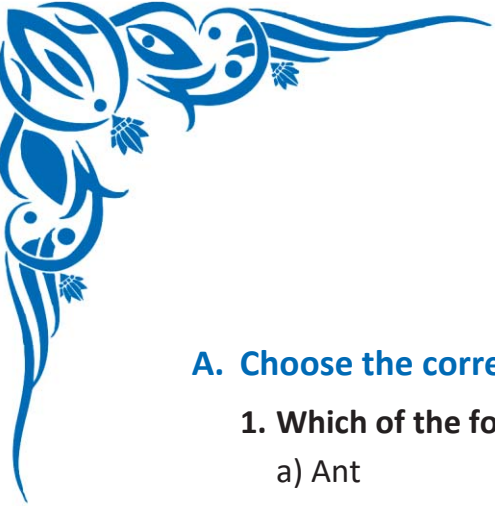 A. Choose the corre
1. Which of the fo
a) Ant